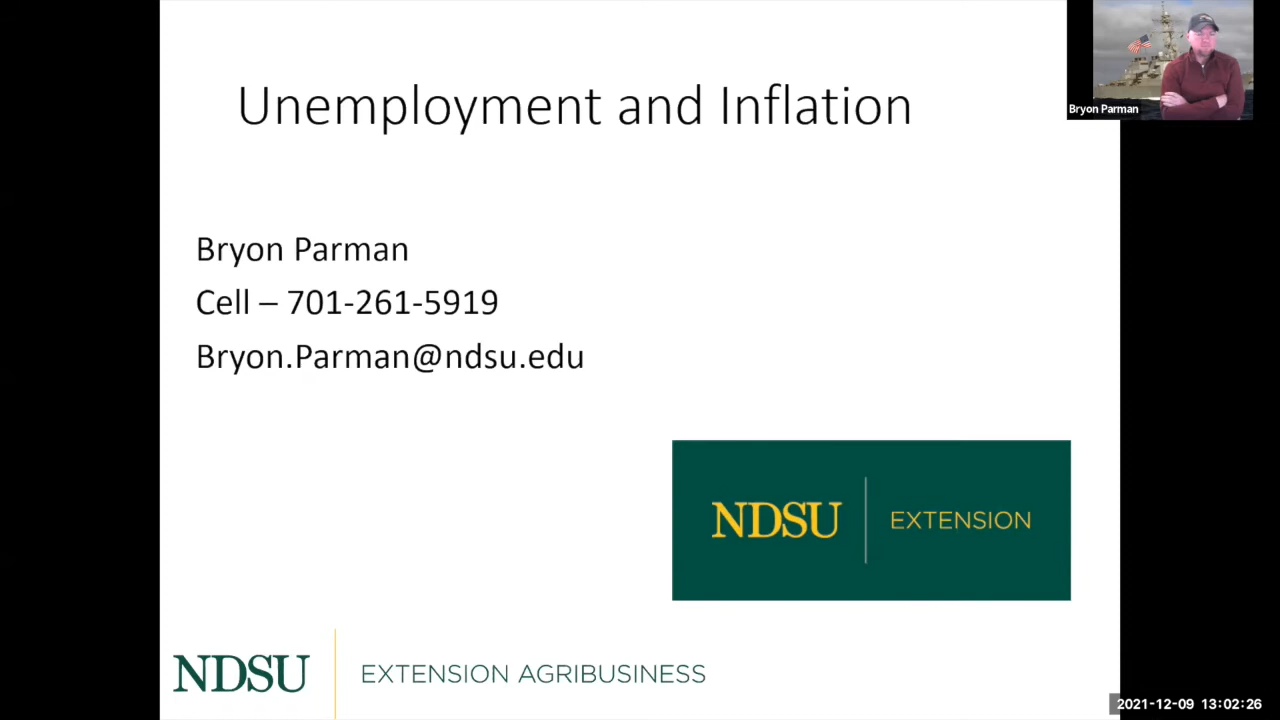 Unemployment and Inflation
Bryon Parman
Bryon Parman
Cell – 701-261-5919
Bryon.Parman@ndsu.edu
NDSU EXTENSION
NDSU EXTENSION AGRIBUSINESS
2021-12-09 13:02:26